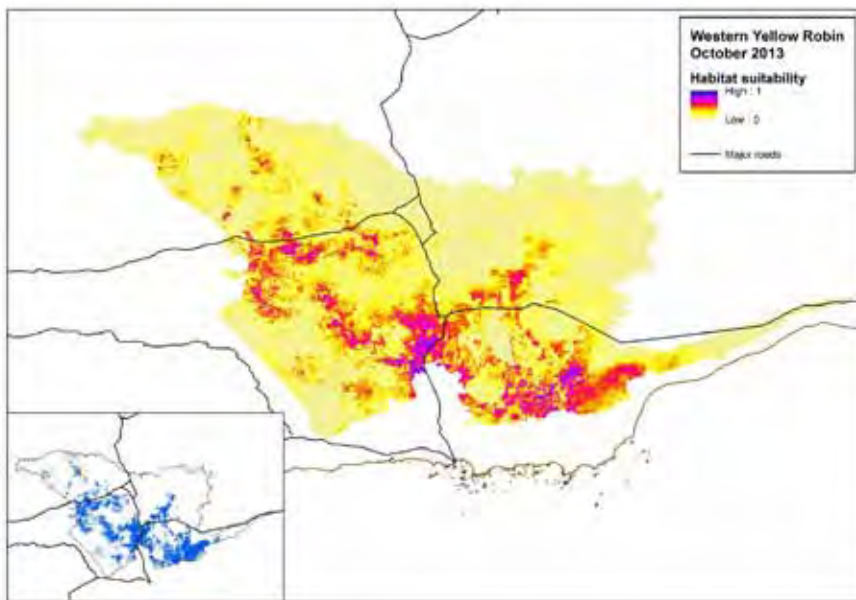 Western Yellow Robin
October 2013
Habitat suitability
High : 1
Low : 0
Major roads